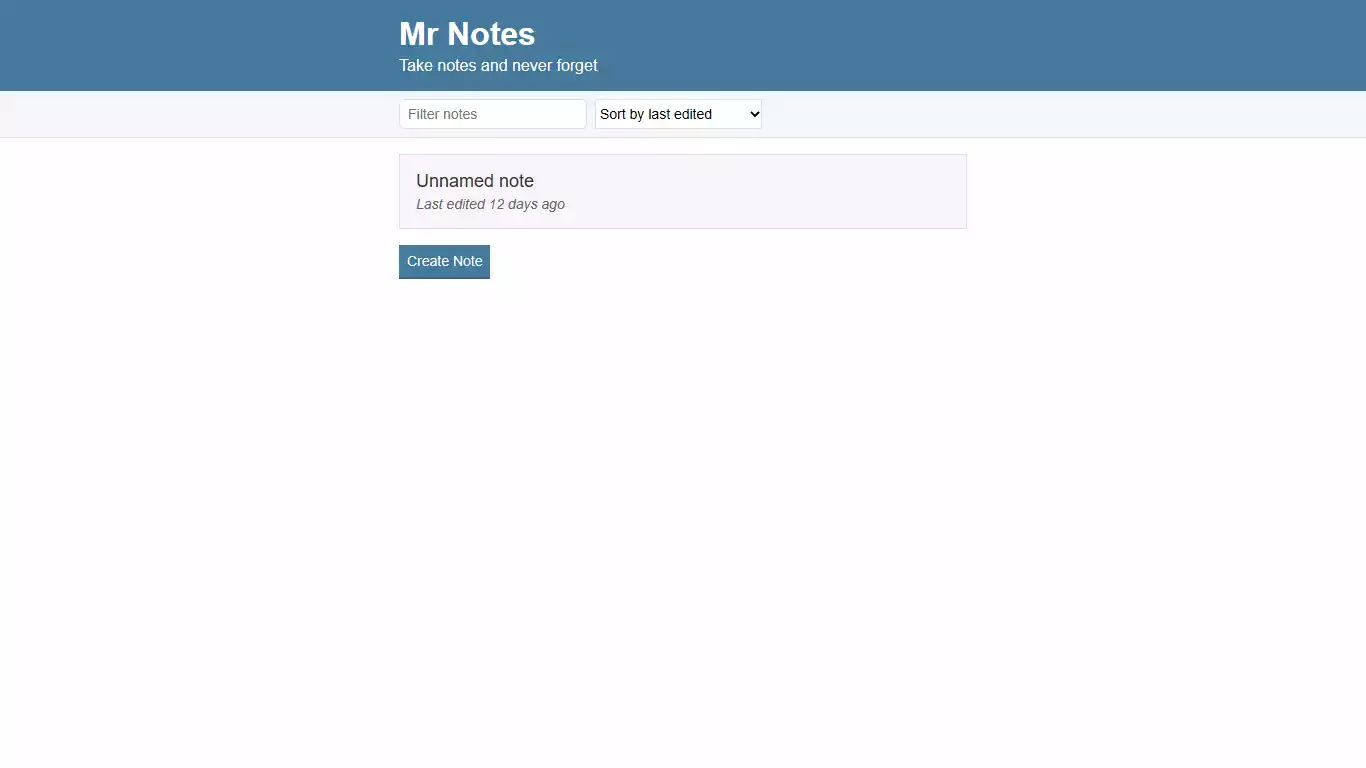 Mr Notes
Take notes and never forget
Filter notes
Sort by last edited
Unnamed note
Last edited 12 days ago
Create Note